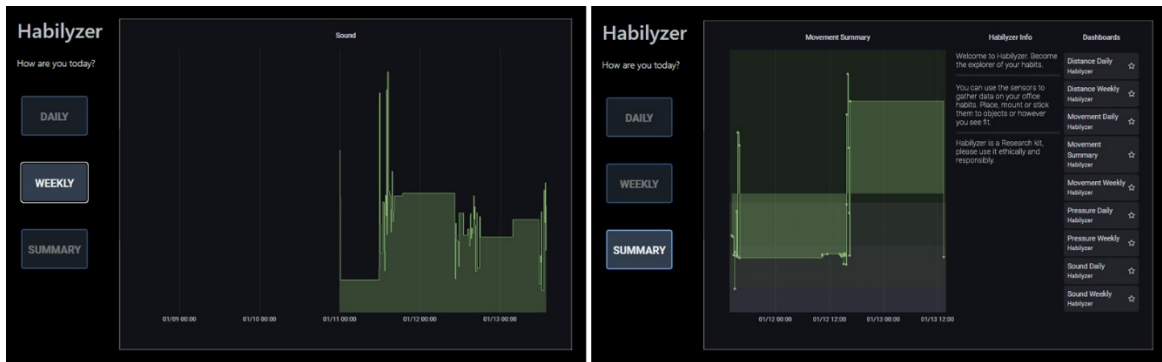 Habilyzer
How are you today?
DAILY
WEEKLY
SUMMARY
Sound
01/09 00:00 01/10 00:00 01/11 00:00 01/12 00:00 01/13 00:00
Habilyzer
How are you today?
DAILY
WEEKLY
SUMMARY
Movement Summary
01/12 00:00 01/12 12:00 01/13 00:00 01/13 12:00
Habilyzer Info
Welcome to Habilyzer. Become
the explorer of your habits.
You can use the sensors to
gather data on your office
habits. Place, mount or stick
them to objects or however
you see fit.
Habilyzer is a Research kit,
please use it ethically and
responsibly.
Dashboards
Distance Daily
Habilyzer
Distance Weekly
Habilyzer
Movement Daily
Habilyzer
Movement
Summary
Habilyzer
Movement Weekly
Habilyzer
Pressure Daily
Habilyzer
Pressure Weekly
Habilyzer
Sound Daily
Habilyzer
Sound Weekly
Habilyzer